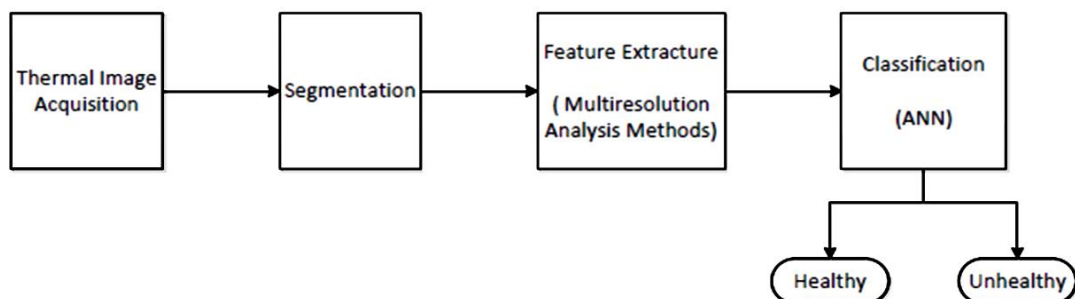 Thermal Image
Acquisition
Segmentation
Feature Extracture
( Multiresolution
Analysis Methods)
Classification
(ANN)
Healthy
Unhealthy